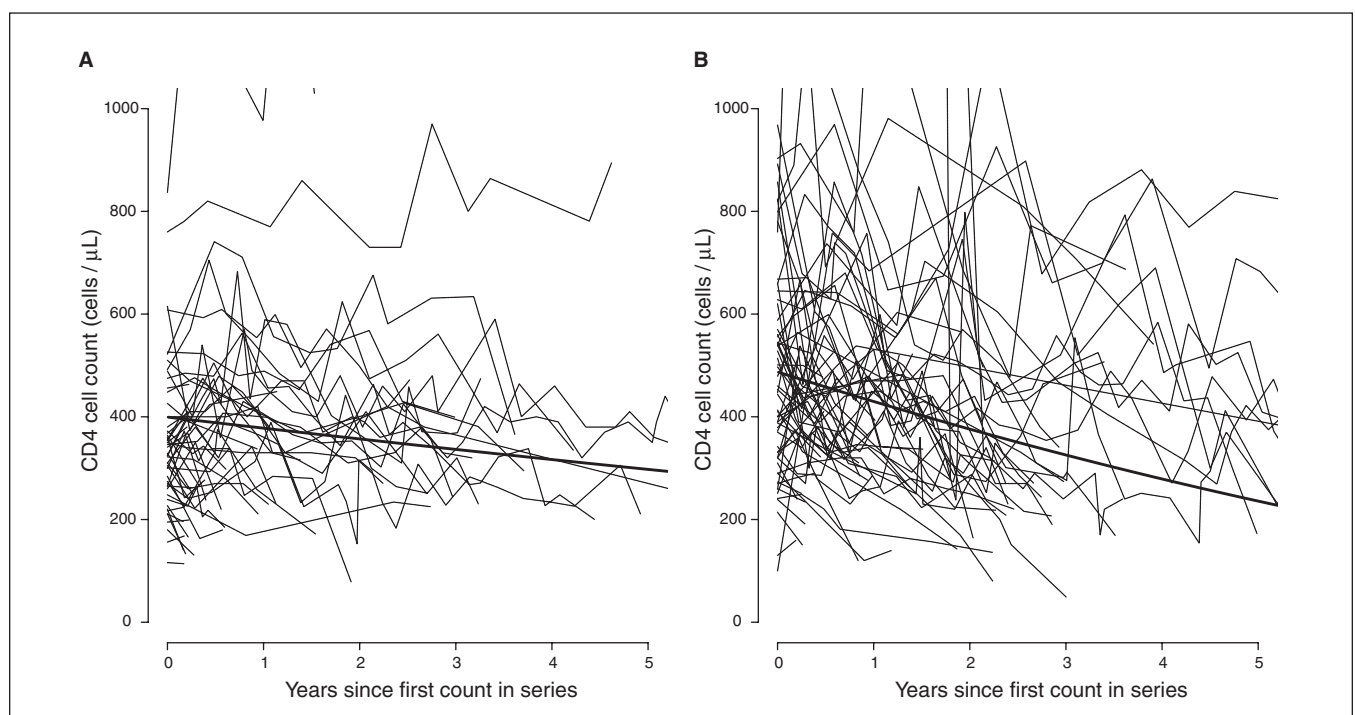 A
B
1000
800
600
400
200
0
CD4 cell count (cells / μL)
0 1 2 3 4 5
Years since first count in series
1000
800
600
400
200
0
CD4 cell count (cells / μL)
0 1 2 3 4 5
Years since first count in series